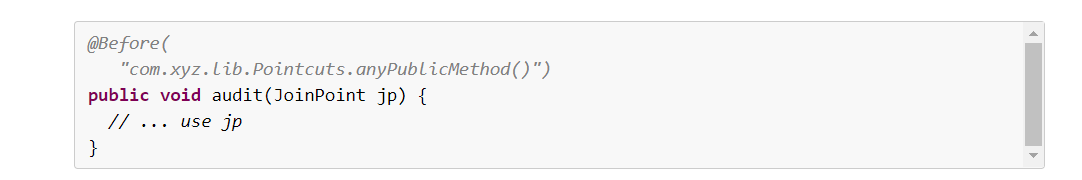 @Before(
"com.xyz.lib.Pointcuts.anyPublicMethod()")
public void audit(JoinPoint jp) {
// ... use jp
}